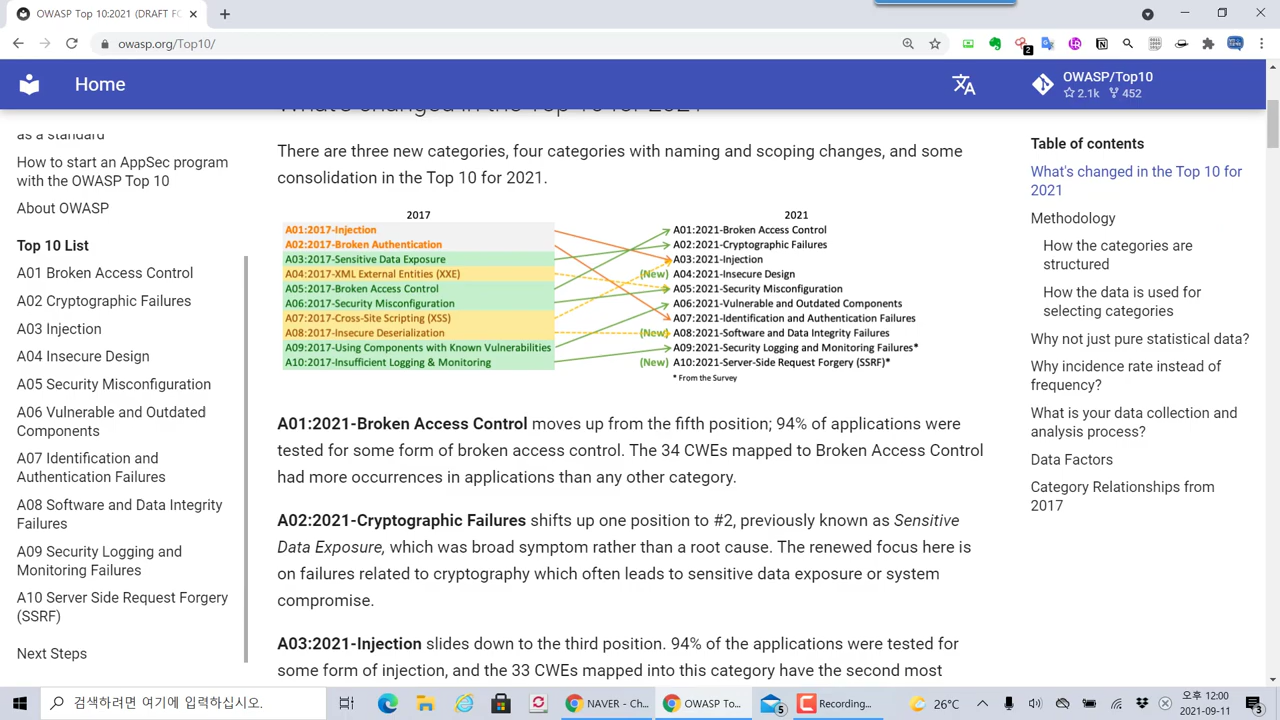 OWASP Top 10:2021 (DRAFT FO
owasp.org/Top10/
2
Home
OWASP/Top10
2.1k 452
as a standard
How to start an AppSec program
with the OWASP Top 10
About OWASP
Top 10 List
A01 Broken Access Control
A02 Cryptographic Failures
A03 Injection
A04 Insecure Design
A05 Security Misconfiguration
A06 Vulnerable and Outdated
Components
A07 Identification and
Authentication Failures
A08 Software and Data Integrity
Failures
A09 Security Logging and
Monitoring Failures
A10 Server Side Request Forgery
(SSRF)
Next Steps
What's changed in the Top 10 for 2021
There are three new categories, four categories with naming and scoping changes, and some
consolidation in the Top 10 for 2021.
2017
A01:2017-Injection
A02:2017-Broken Authentication
A03:2017-Sensitive Data Exposure
A04:2017-XML External Entities (XXE)
A05:2017-Broken Access Control
A06:2017-Security Misconfiguration
A07:2017-Cross-Site Scripting (XSS)
A08:2017-Insecure Deserialization
A09:2017-Using Components with Known Vulnerabilities
A10:2017-Insufficient Logging & Monitoring
2021
A01:2021-Broken Access Control
A02:2021-Cryptographic Failures
A03:2021-Injection
(New) A04:2021-Insecure Design
A05:2021-Security Misconfiguration
A06:2021-Vulnerable and Outdated Components
A07:2021-Identification and Authentication Failures
(New) A08:2021-Software and Data Integrity Failures
A09:2021-Security Logging and Monitoring Failures*
(New) A10:2021-Server-Side Request Forgery (SSRF)*
* From the Survey
A01:2021-Broken Access Control moves up from the fifth position; 94% of applications were
tested for some form of broken access control. The 34 CWEs mapped to Broken Access Control
had more occurrences in applications than any other category.
A02:2021-Cryptographic Failures shifts up one position to #2, previously known as Sensitive
Data Exposure, which was broad symptom rather than a root cause. The renewed focus here is
on failures related to cryptography which often leads to sensitive data exposure or system
compromise.
A03:2021-Injection slides down to the third position. 94% of the applications were tested for
some form of injection, and the 33 CWEs mapped into this category have the second most
Table of contents
What's changed in the Top 10 for
2021
Methodology
How the categories are
structured
How the data is used for
selecting categories
Why not just pure statistical data?
Why incidence rate instead of
frequency?
What is your data collection and
analysis process?
Data Factors
Category Relationships from
2017
검색하려면 여기에 입력하십시오.
NAVER - Ch...
OWASP To...
5
Recording...
26°C
오후 12:00
2021-09-11
3